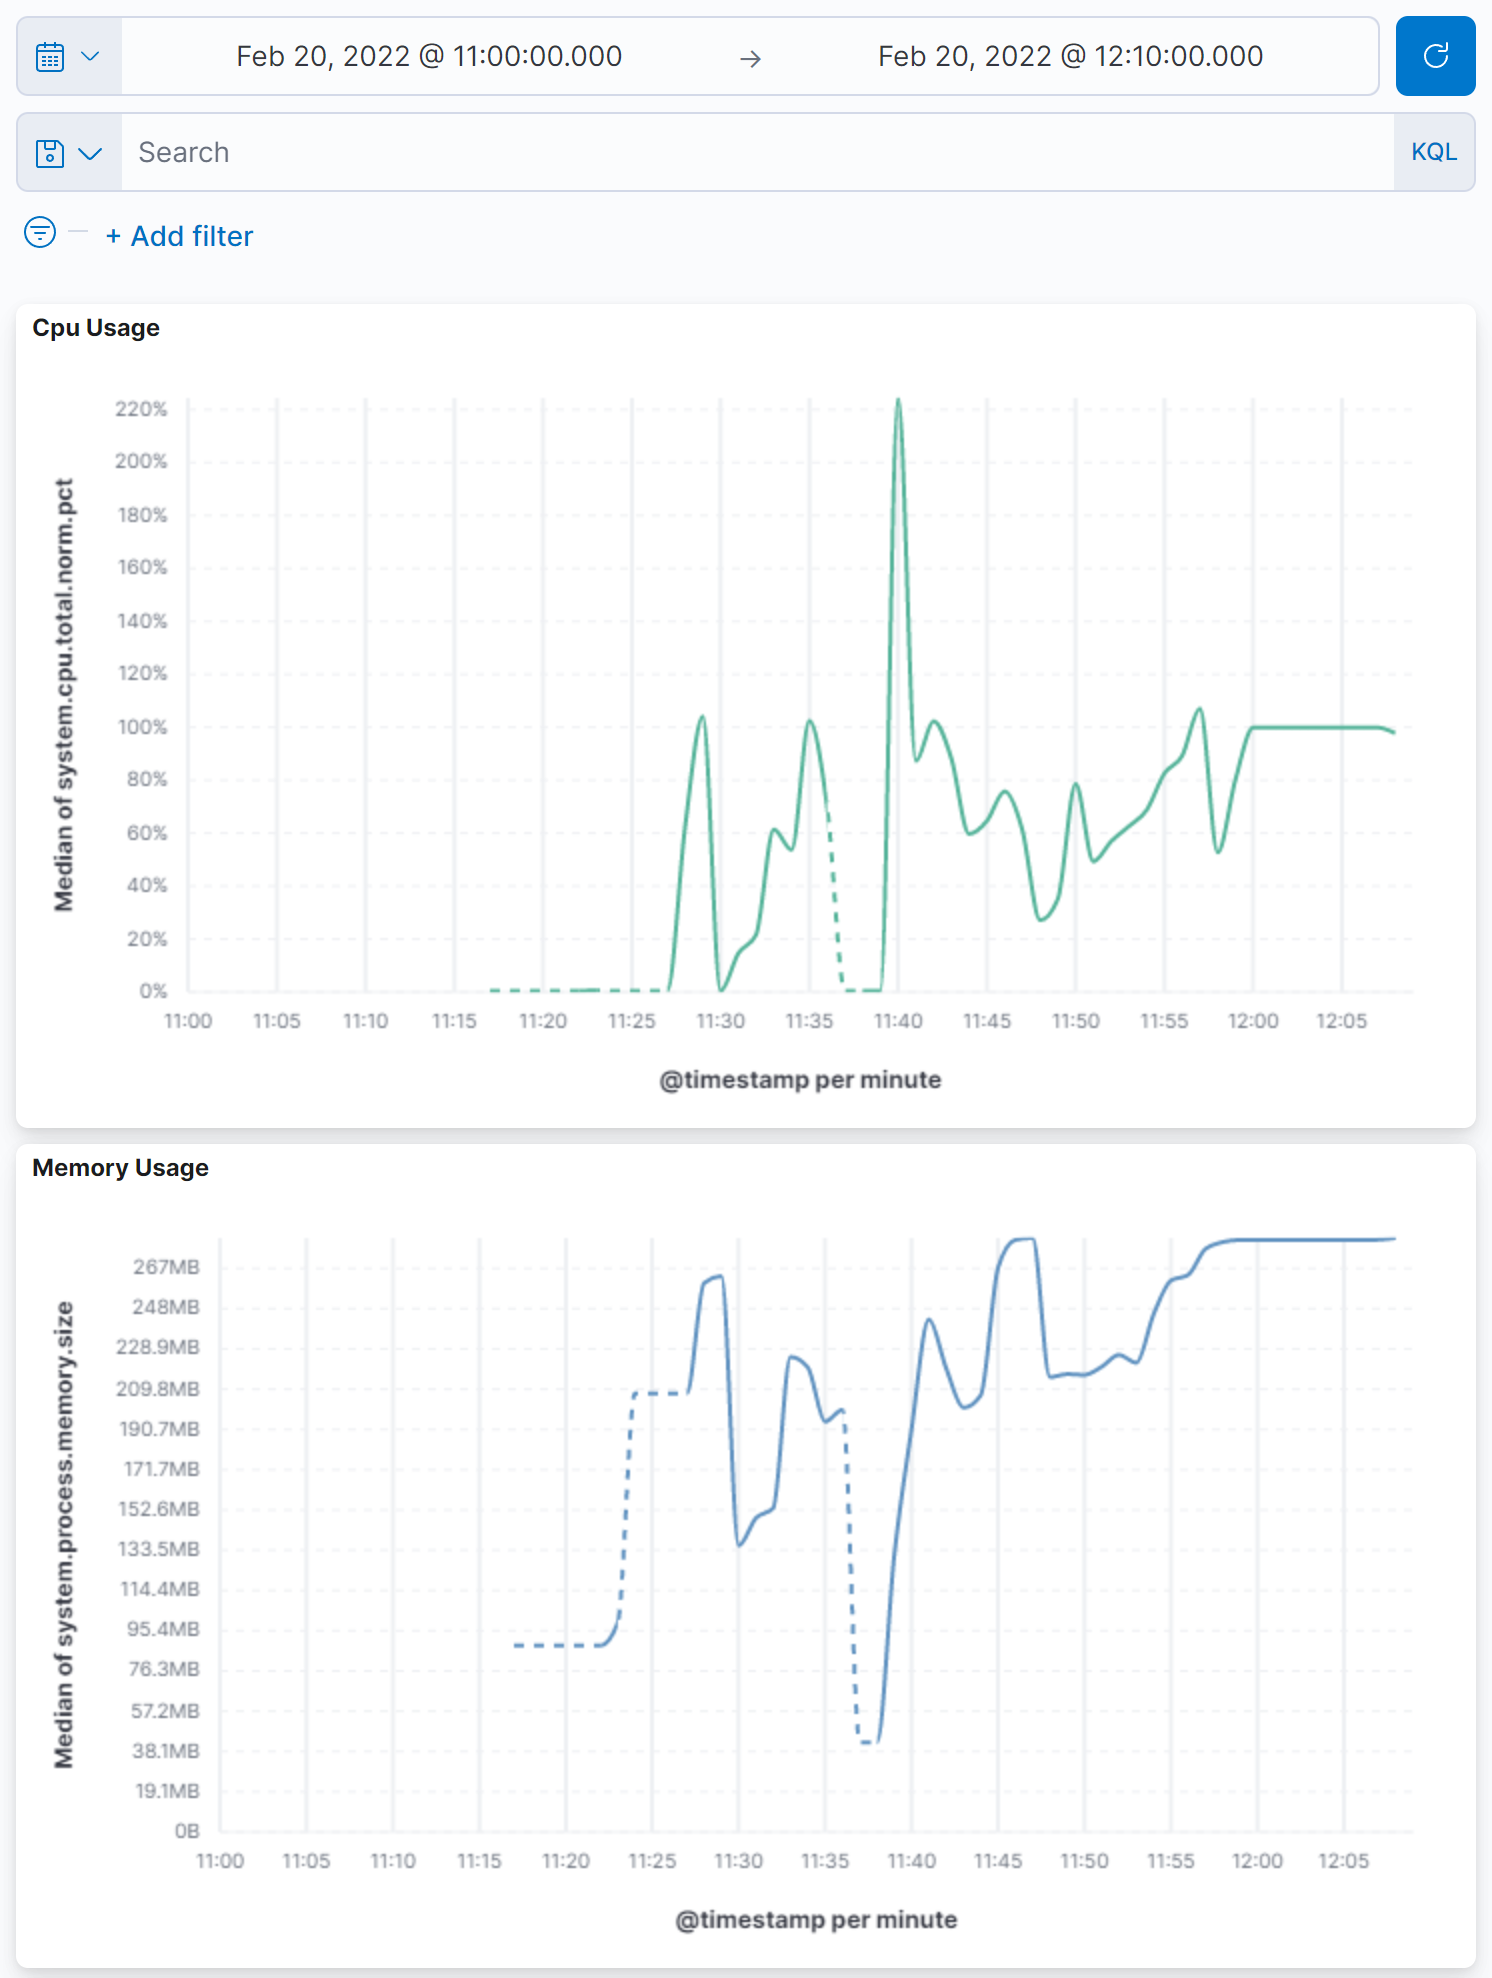 Feb 20, 2022 @ 11:00:00.000 → Feb 20, 2022 @ 12:10:00.000
Search KQL
+ Add filter
Cpu Usage
Median of system.cpu.total.norm.pct
220%
200%
180%
160%
140%
120%
100%
80%
60%
40%
20%
0%
11:00 11:05 11:10 11:15 11:20 11:25 11:30 11:35 11:40 11:45 11:50 11:55 12:00 12:05
@timestamp per minute
Memory Usage
Median of system.process.memory.size
267MB
248MB
228.9MB
209.8MB
190.7MB
171.7MB
152.6MB
133.5MB
114.4MB
95.4MB
76.3MB
57.2MB
38.1MB
19.1MB
0B
11:00 11:05 11:10 11:15 11:20 11:25 11:30 11:35 11:40 11:45 11:50 11:55 12:00 12:05
@timestamp per minute